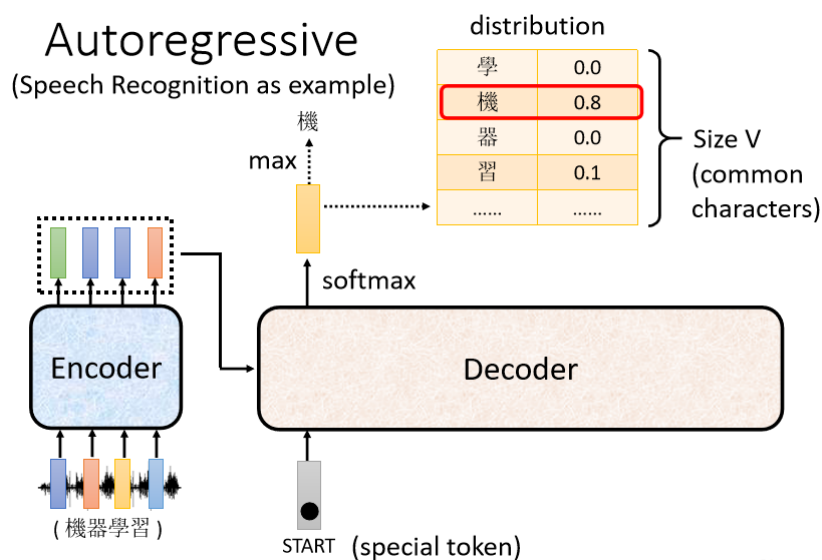 Autoregressive
(Speech Recognition as example)
distribution
學 0.0
機 0.8
器 0.0
習 0.1
…… ……
Size V
(common
characters)
機
max
softmax
Encoder
Decoder
( 機器學習 )
START (special token)